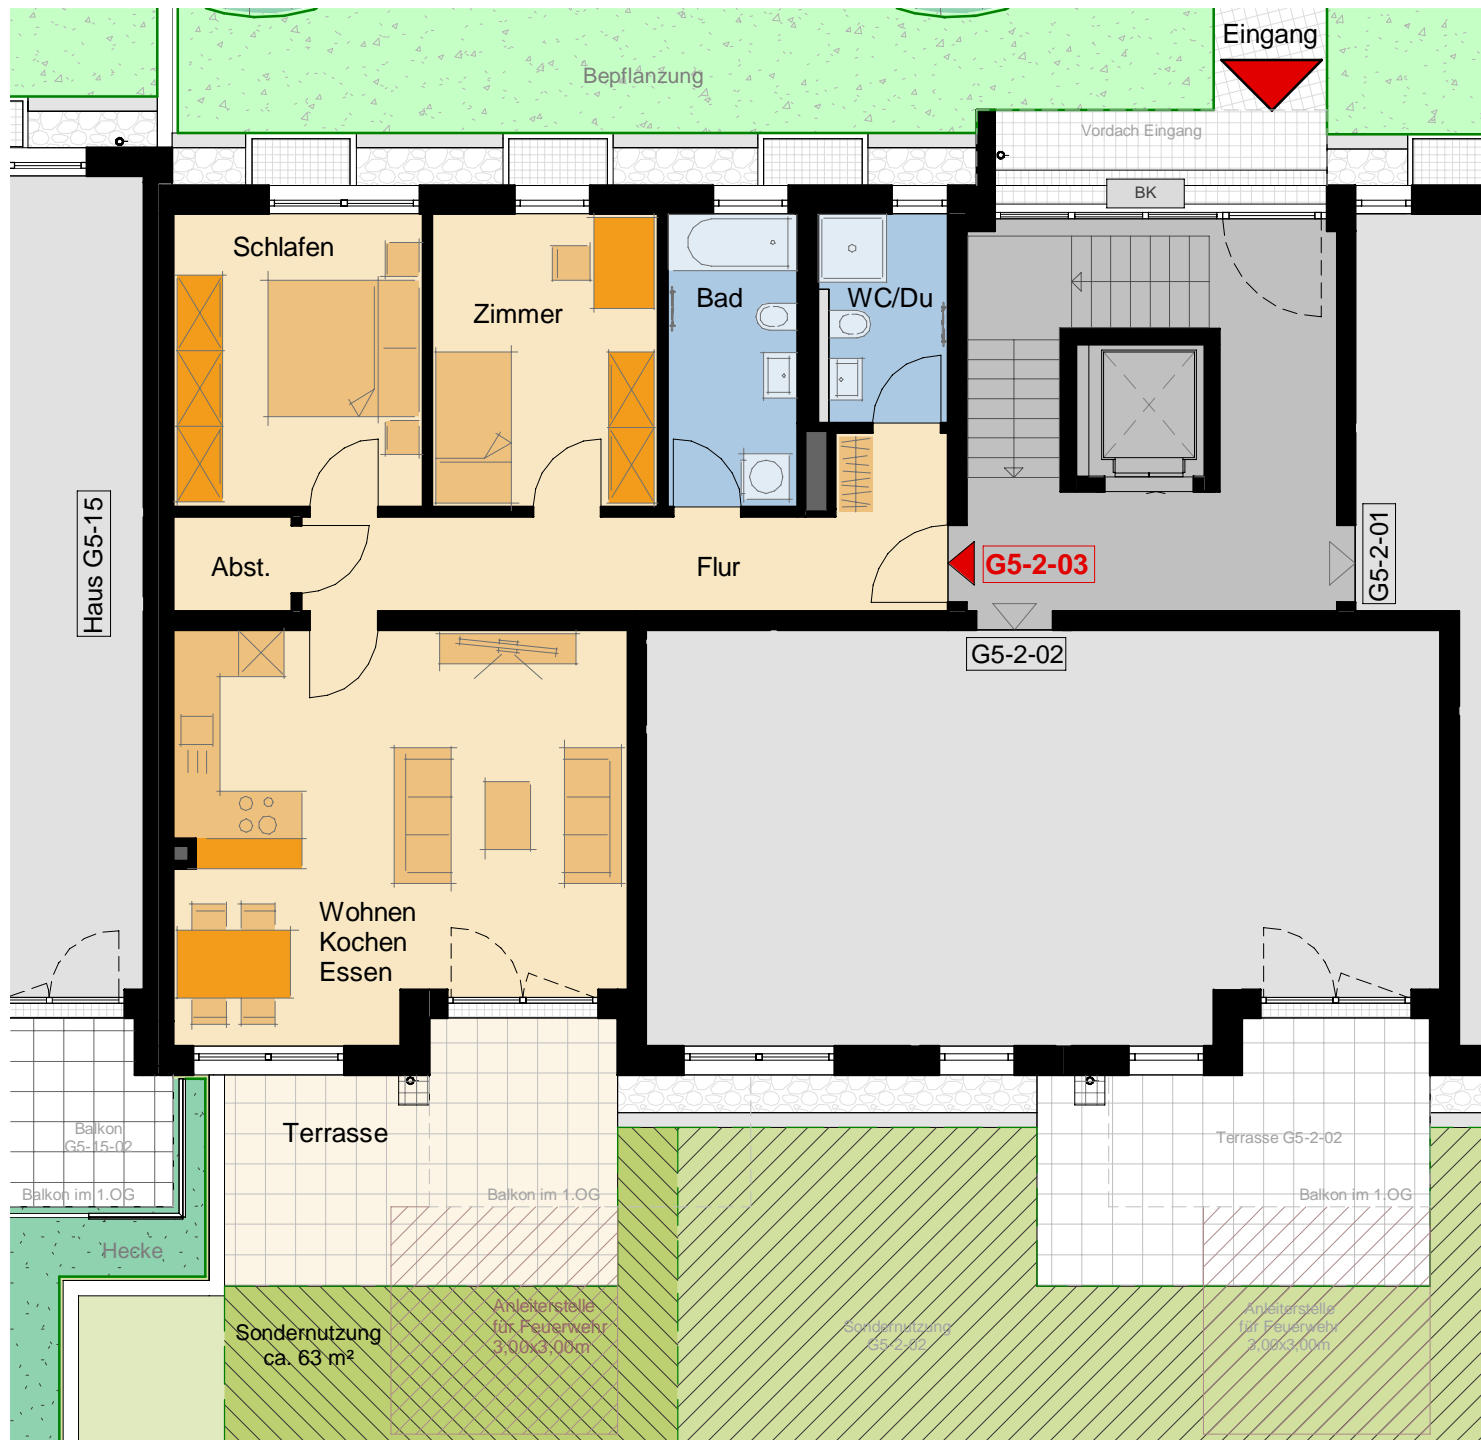 Eingang
Bepflanzung
Vordach Eingang
BK
Schlafen
Zimmer
Bad
WC/Du
Haus G5-15
Abst.
Flur
G5-2-03
G5-2-01
G5-2-02
Wohnen
Kochen
Essen
Terrasse
Balkon
G5-15-02
Terrasse G5-2-02
Balkon im 1.OG
Balkon im 1.OG
Balkon im 1.OG
Hecke
Anleiterstelle
für Feuerwehr
3,00x3,00m
Sondernutzung
ca. 63 m²
Sondernutzung
G5-2-02
Anleiterstelle
für Feuerwehr
3,00x3,00m